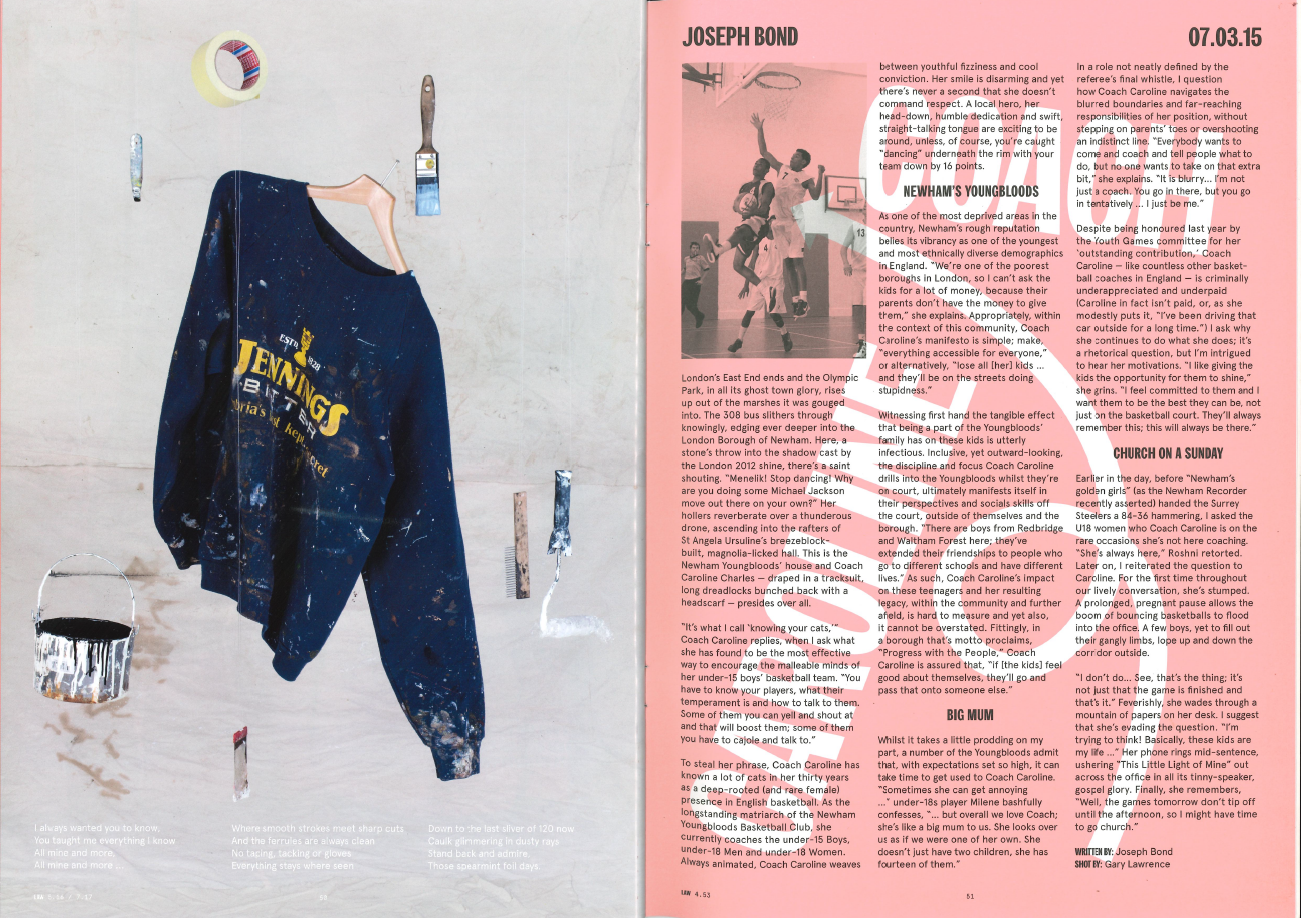 ESTD 1828
JENNINGS
BITTER
I always wanted you to know,
You taught me everything I know
All mine and more,
All mine and more.
Where smooth strokes meet sharp cuts
And the ferrules are always clean
No tacing, tacking or gloves
Everything stays where seen
Down to the last sliver of 120 now
Caulk glimmering in dusty rays
Stand back and admire.
Those spearmint foil days.
LAW
JOSEPH BOND
07.03.15
COACH
CAROLINE
7
4
13
London's East End ends and the Olympic
Park, in all its ghost town glory, rises
up out of the marshes it was gouged
into. The 308 bus slithers through
knowingly, edging ever deeper into the
London Borough of Newham. Here, a
stone's throw into the shadow cast by
the London 2012 shine, there's a saint
shouting. "Menelik! Stop dancing! Why
are you doing some Michael Jackson
move out there on your own?" Her
hollers reverberate over a thunderous
drone, ascending into the rafters of
St Angela Ursuline's breezeblock-
built, magnolia-licked hall. This is the
Newham Youngbloods' house and Coach
Caroline Charles – draped in a tracksuit,
long dreadlocks bunched back with a
headscarf – presides over all.
"It's what I call 'knowing your cats,'"
Coach Caroline replies, when I ask what
she has found to be the most effective
way to encourage the malleable minds of
her under-15 boys' basketball team. "You
have to know your players, what their
temperament is and how to talk to them.
Some of them you can yell and shout at
and that will boost them; some of them
you have to cajole and talk to."
To steal her phrase, Coach Caroline has
known a lot of cats in her thirty years
as a deep-rooted (and rare female)
presence in English basketball. As the
longstanding matriarch of the Newham
Youngbloods Basketball Club, she
currently coaches the under-15 Boys,
under-18 Men and under-18 Women.
Always animated, Coach Caroline weaves
between youthful fizziness and cool
conviction. Her smile is disarming and yet
there's never a second that she doesn't
command respect. A local hero, her
head-down, humble dedication and swift,
straight-talking tongue are exciting to be
around, unless, of course, you're caught
"dancing" underneath the rim with your
team down by 16 points.
NEWHAM'S YOUNGBLOODS
As one of the most deprived areas in the
country, Newham's rough reputation
belies its vibrancy as one of the youngest
and most ethnically diverse demographics
in England. "We're one of the poorest
boroughs in London, so I can't ask the
kids for a lot of money, because their
parents don't have the money to give
them," she explains. Appropriately, within
the context of this community, Coach
Caroline's manifesto is simple; make,
"everything accessible for everyone,"
or alternatively, "lose all [her] kids ...
and they'll be on the streets doing
stupidness."
Witnessing first hand the tangible effect
that being a part of the Youngbloods'
family has on these kids is utterly
infectious. Inclusive, yet outward-looking,
the discipline and focus Coach Caroline
drills into the Youngbloods whilst they're
on court, ultimately manifests itself in
their perspectives and socials skills off
the court, outside of themselves and the
borough. "There are boys from Redbridge
and Waltham Forest here; they've
extended their friendships to people who
go to different schools and have different
lives." As such, Coach Caroline's impact
on these teenagers and her resulting
legacy, within the community and further
afield, is hard to measure and yet also,
it cannot be overstated. Fittingly, in
a borough that's motto proclaims,
"Progress with the People," Coach
Caroline is assured that, "if [the kids] feel
good about themselves, they'll go and
pass that onto someone else."
BIG MUM
Whilst it takes a little prodding on my
part, a number of the Youngbloods admit
that, with expectations set so high, it can
take time to get used to Coach Caroline.
"Sometimes she can get annoying
..." under-18s player Milene bashfully
confesses, "... but overall we love Coach;
she's like a big mum to us. She looks over
us as if we were one of her own. She
doesn't just have two children, she has
fourteen of them."
In a role not neatly defined by the
referee's final whistle, I question
how Coach Caroline navigates the
blurred boundaries and far-reaching
responsibilities of her position, without
stepping on parents' toes or overshooting
an indistinct line. "Everybody wants to
come and coach and tell people what to
do, but no one wants to take on that extra
bit," she explains. "It is blurry... I'm not
just a coach. You go in there, but you go
in tentatively ... I just be me."
Despite being honoured last year by
the Youth Games committee for her
'outstanding contribution,' Coach
Caroline – like countless other basket-
ball coaches in England – is criminally
underappreciated and underpaid
(Caroline in fact isn't paid, or, as she
modestly puts it, "I've been driving that
car outside for a long time.") I ask why
she continues to do what she does; it's
a rhetorical question, but I'm intrigued
to hear her motivations. "I like giving the
kids the opportunity for them to shine,"
she grins. "I feel committed to them and I
want them to be the best they can be, not
just on the basketball court. They'll always
remember this; this will always be there."
CHURCH ON A SUNDAY
Earlier in the day, before "Newham's
golden girls" (as the Newham Recorder
recently asserted) handed the Surrey
Steelers a 84-36 hammering, I asked the
U18 women who Coach Caroline is on the
rare occasions she's not here coaching.
"She's always here," Roshni retorted.
Later on, I reiterated the question to
Caroline. For the first time throughout
our lively conversation, she's stumped.
A prolonged, pregnant pause allows the
boom of bouncing basketballs to flood
into the office. A few boys, yet to fill out
their gangly limbs, lope up and down the
corridor outside.
"I don't do... See, that's the thing; it's
not just that the game is finished and
that's it." Feverishly, she wades through a
mountain of papers on her desk. I suggest
that she's evading the question. "I'm
trying to think! Basically, these kids are
my life ..." Her phone rings mid-sentence,
ushering "This Little Light of Mine" out
across the office in all its tinny-speaker,
gospel glory. Finally, she remembers,
"Well, the games tomorrow don't tip off
until the afternoon, so I might have time
to go church."
WRITTEN BY: Joseph Bond
SHOT BY: Gary Lawrence
LAW 4.53
51